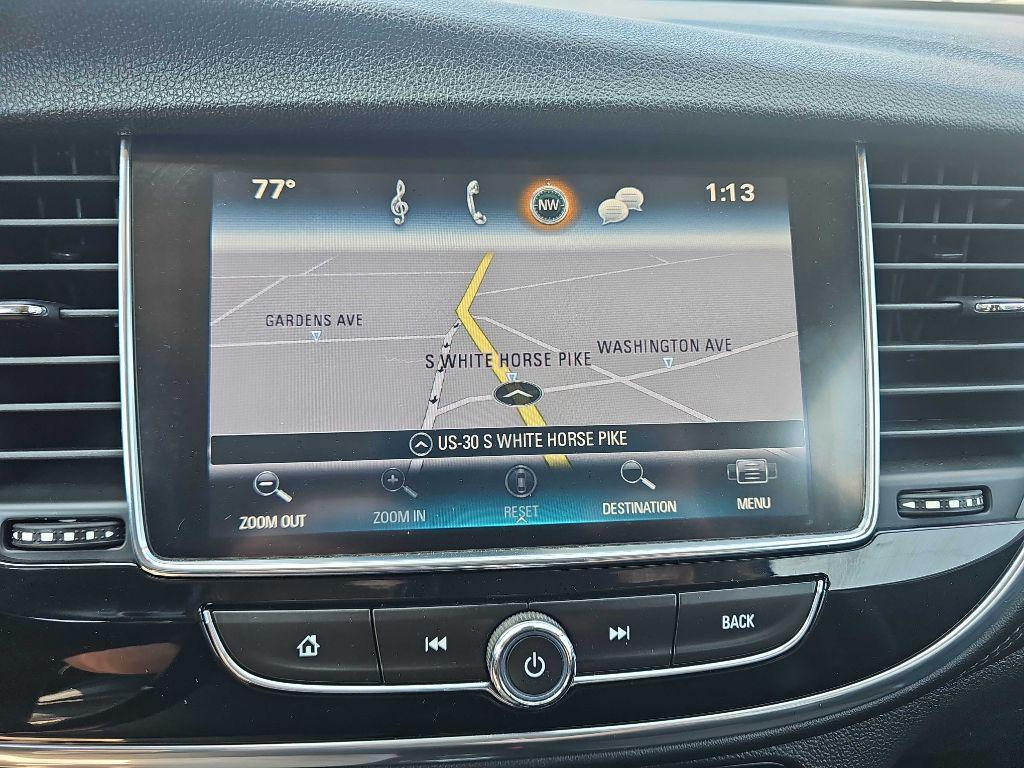 77°
NW
1:13
GARDENS AVE
S WHITE HORSE PIKE
WASHINGTON AVE
US-30 S WHITE HORSE PIKE
ZOOM OUT
ZOOM IN
RESET
DESTINATION
MENU
BACK